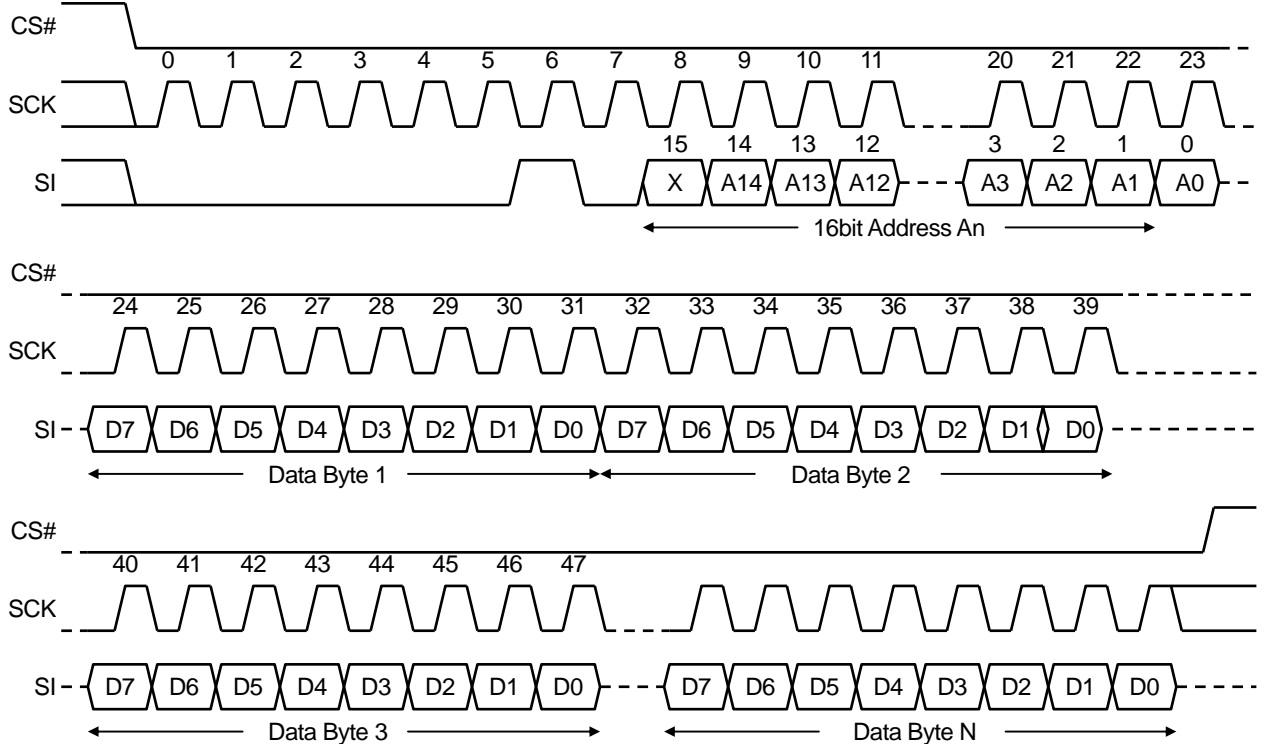 CS#
0 1 2 3 4 5 6 7 8 9 10 11 20 21 22 23
SCK
15 14 13 12 3 2 1 0
SI X A14 A13 A12 A3 A2 A1 A0
16bit Address An
CS#
24 25 26 27 28 29 30 31 32 33 34 35 36 37 38 39
SCK
SI D7 D6 D5 D4 D3 D2 D1 D0 D7 D6 D5 D4 D3 D2 D1 D0
Data Byte 1 Data Byte 2
CS#
40 41 42 43 44 45 46 47
SCK
SI D7 D6 D5 D4 D3 D2 D1 D0 D7 D6 D5 D4 D3 D2 D1 D0
Data Byte 3 Data Byte N